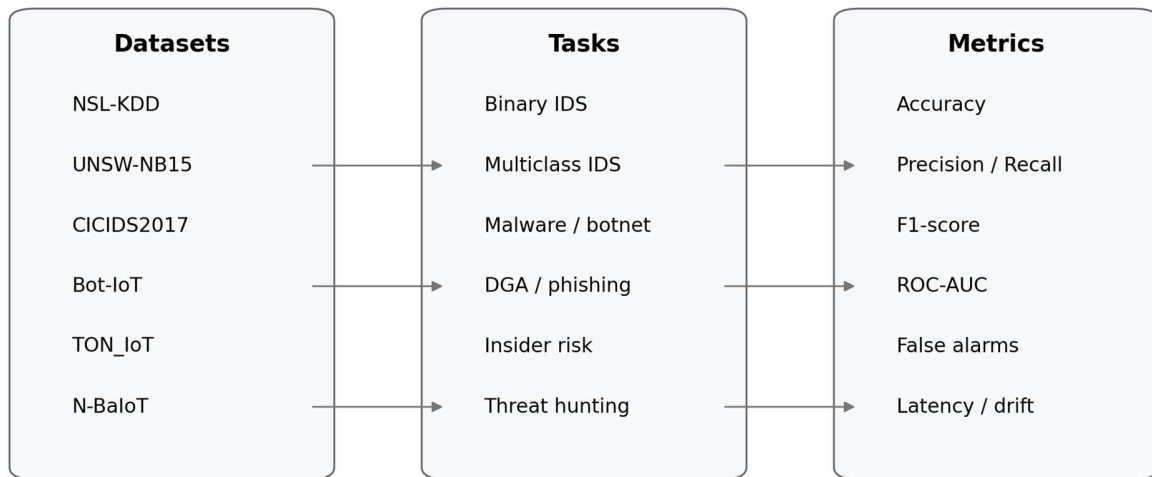 Datasets
NSL-KDD
UNSW-NB15
CICIDS2017
Bot-IoT
TON_IoT
N-BaIoT
Tasks
Binary IDS
Multiclass IDS
Malware / botnet
DGA / phishing
Insider risk
Threat hunting
Metrics
Accuracy
Precision / Recall
F1-score
ROC-AUC
False alarms
Latency / drift